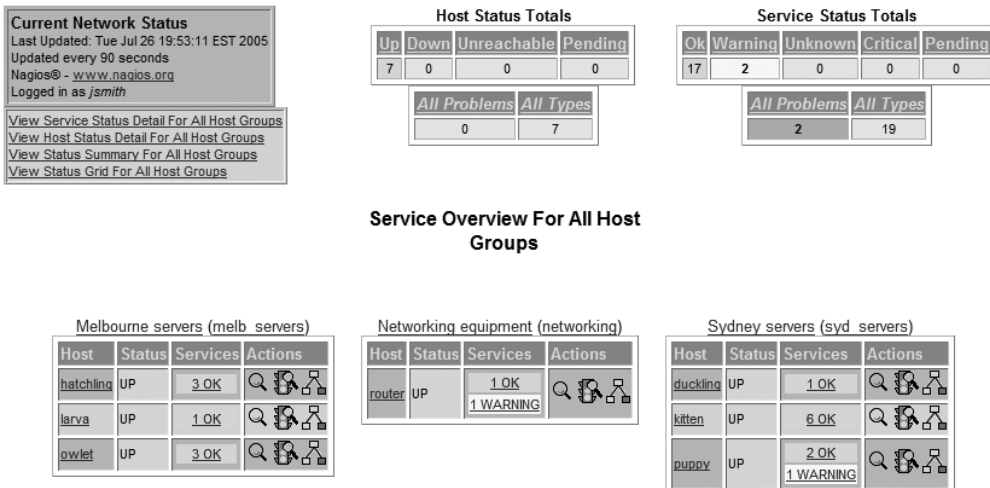 Current Network Status
Last Updated: Tue Jul 26 19:53:11 EST 2005
Updated every 90 seconds
Nagios® - www.nagios.org
Logged in as jsmith
View Service Status Detail For All Host Groups
View Host Status Detail For All Host Groups
View Status Summary For All Host Groups
View Status Grid For All Host Groups
Host Status Totals
Up Down Unreachable Pending
7 0 0 0
All Problems All Types
0 7
Service Status Totals
Ok Warning Unknown Critical Pending
17 2 0 0 0
All Problems All Types
2 19
Service Overview For All Host
Groups
Melbourne servers (melb_servers)
Host Status Services Actions
hatchling UP 3 OK
larva UP 1 OK
owlet UP 3 OK
Networking equipment (networking)
Host Status Services Actions
router UP 1 OK
1 WARNING
Sydney servers (syd_servers)
Host Status Services Actions
duckling UP 1 OK
kitten UP 6 OK
puppy UP 2 OK
1 WARNING